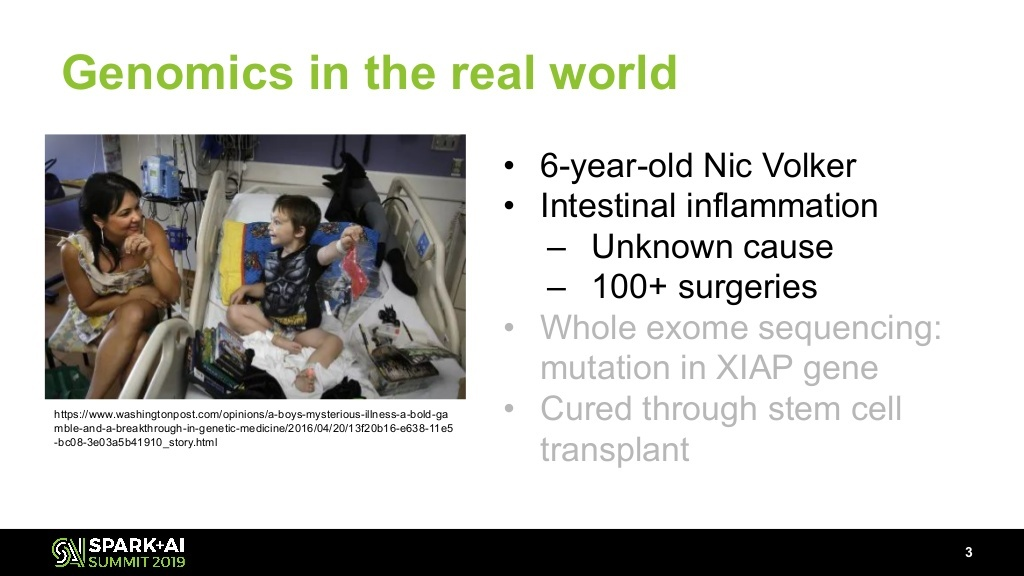 Genomics in the real world
• 6-year-old Nic Volker
• Intestinal inflammation
– Unknown cause
– 100+ surgeries
• Whole exome sequencing:
mutation in XIAP gene
• Cured through stem cell
transplant
https://www.washingtonpost.com/opinions/a-boys-mysterious-illness-a-bold-ga
mble-and-a-breakthrough-in-genetic-medicine/2016/04/20/13f20b16-e638-11e5
-bc08-3e03a5b41910_story.html
SPARK+AI
SUMMIT 2019
3